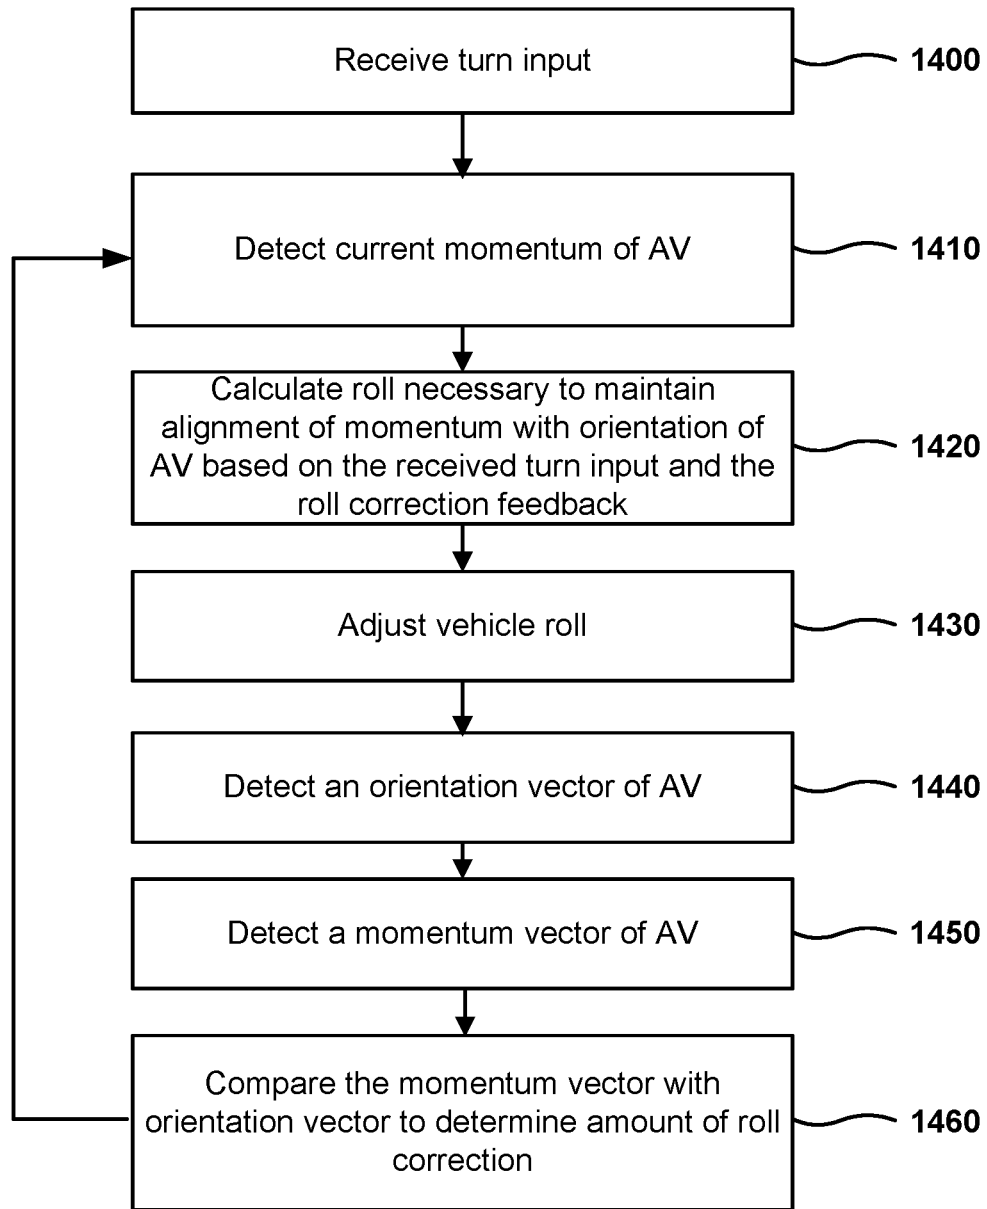 Receive turn input
1400
Detect current momentum of AV
1410
Calculate roll necessary to maintain
alignment of momentum with orientation of
AV based on the received turn input and the
roll correction feedback
1420
Adjust vehicle roll
1430
Detect an orientation vector of AV
1440
Detect a momentum vector of AV
1450
Compare the momentum vector with
orientation vector to determine amount of roll
correction
1460